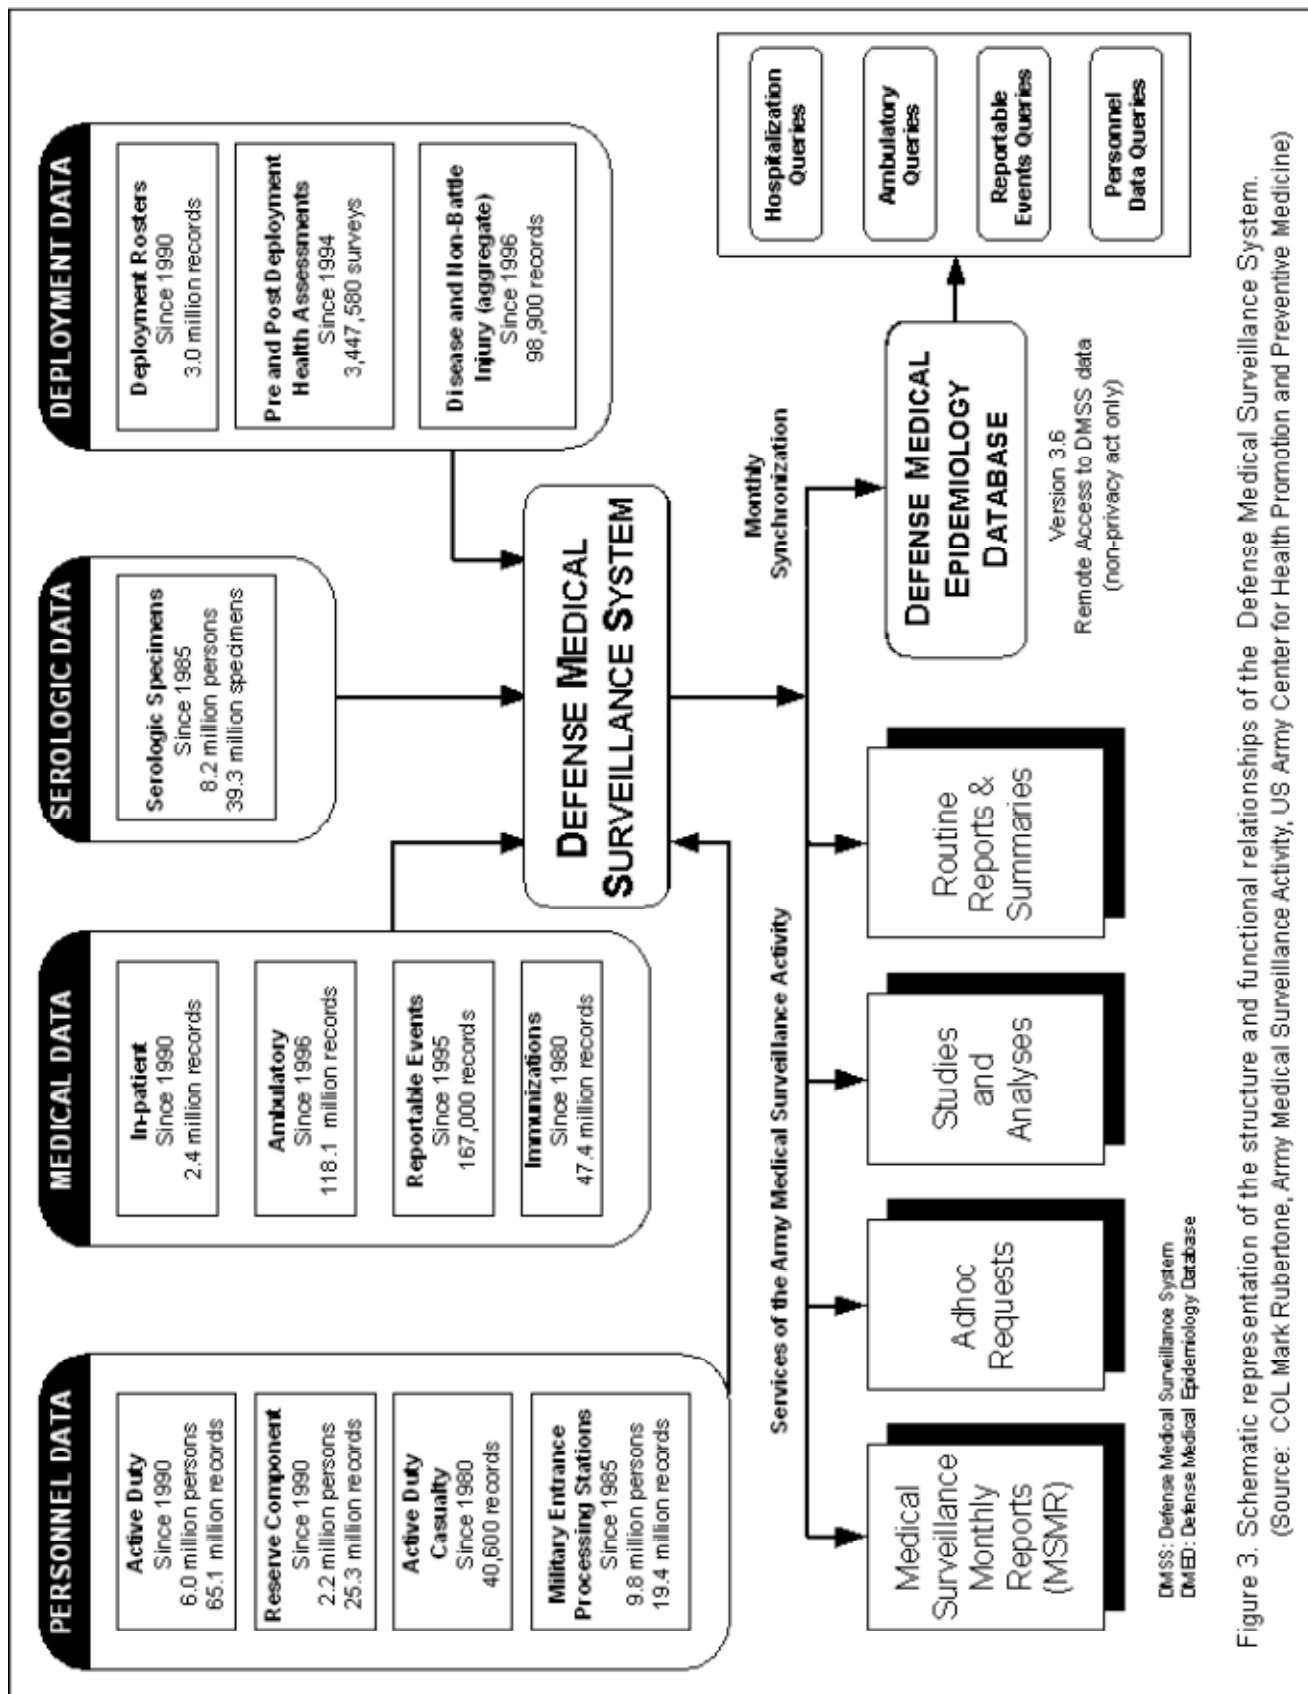 PERSONNEL DATA
Active Duty
Since 1990
6.0 million persons
65.1 million records
Reserve Component
Since 1990
2.2 million persons
25.3 million records
Active Duty
Casualty
Since 1980
40,600 records
Military Entrance
Processing Stations
Since 1985
9.8 million persons
19.4 million records
MEDICAL DATA
In-patient
Since 1990
2.4 million records
Ambulatory
Since 1996
118.1 million records
Reportable Events
Since 1995
167,000 records
Immunizations
Since 1980
47.4 million records
SEROLOGIC DATA
Serologic Specimens
Since 1985
8.2 million persons
39.3 million specimens
DEPLOYMENT DATA
Deployment Rosters
Since 1990
3.0 million records
Pre and Post Deployment
Health Assessments
Since 1994
3,447,580 surveys
Disease and Non-Battle
Injury (aggregate)
Since 1996
98,900 records
DEFENSE MEDICAL
SURVEILLANCE SYSTEM
Services of the Army Medical Surveillance Activity
Monthly
Synchronization
Medical
Surveillance
Monthly
Reports
(MSMR)
Adhoc
Requests
Studies
and
Analyses
Routine
Reports &
Summaries
DEFENSE MEDICAL
EPIDEMIOLOGY
DATABASE
Version 3.6
Remote Access to DMSS data
(non-privacy act only)
Hospitalization
Queries
Ambulatory
Queries
Reportable
Events Queries
Personnel
Data Queries
DMSS: Defense Medical Surveillance System
DMED: Defense Medical Epidemiology Database
Figure 3. Schematic representation of the structure and functional relationships of the Defense Medical Surveillance System.
(Source: COL Mark Rubertone, Army Medical Surveillance Activity, US Army Center for Health Promotion and Preventive Medicine)